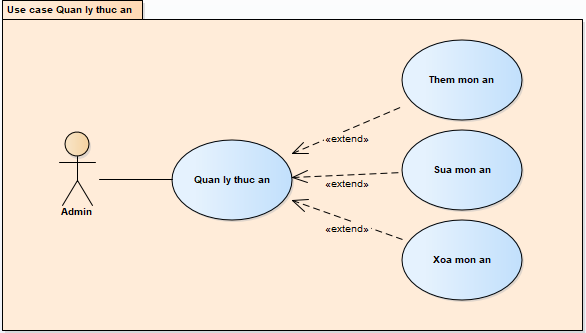 Use case Quan ly thuc an
Them mon an
«extend»
Sua mon an
Quan ly thuc an
«extend»
Admin
«extend»
Xoa mon an